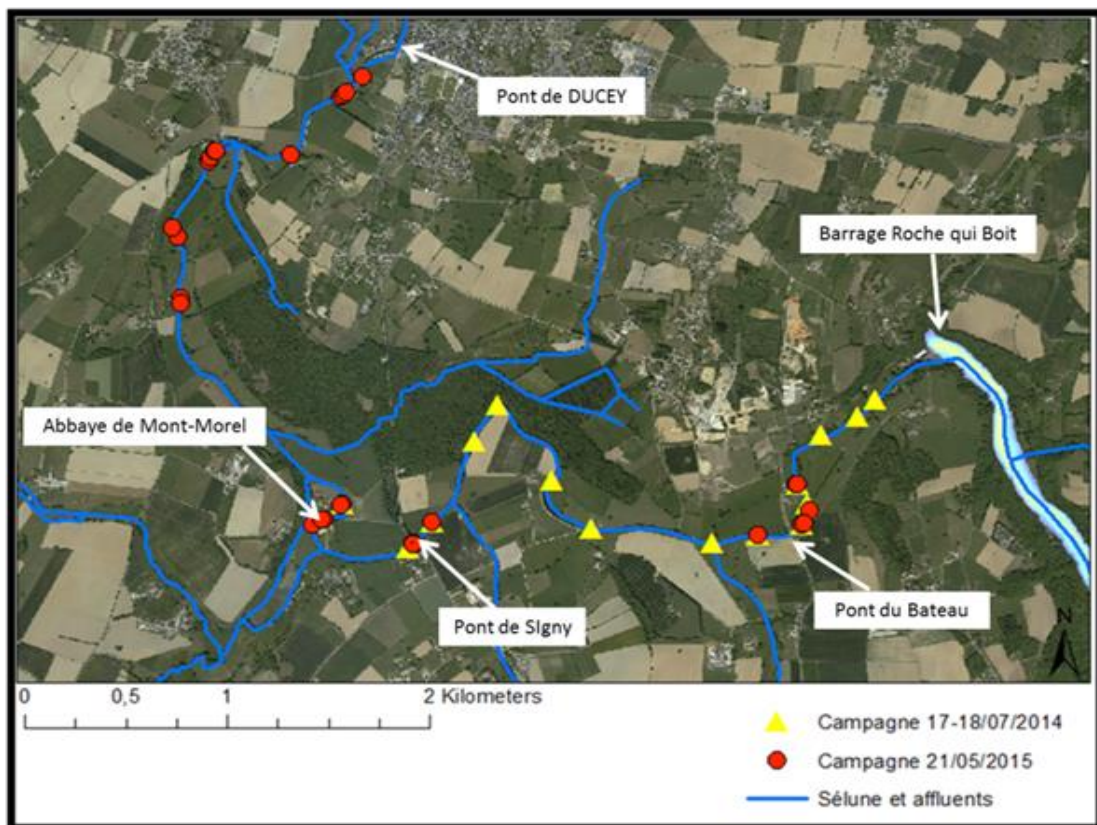 Pont de DUCEY
Barrage Roche qui Boit
Abbaye de Mont-Morel
Pont de SIgny
Pont du Bateau
N
0 0,5 1 2 Kilometers
Campagne 17-18/07/2014
Campagne 21/05/2015
Sélune et affluents